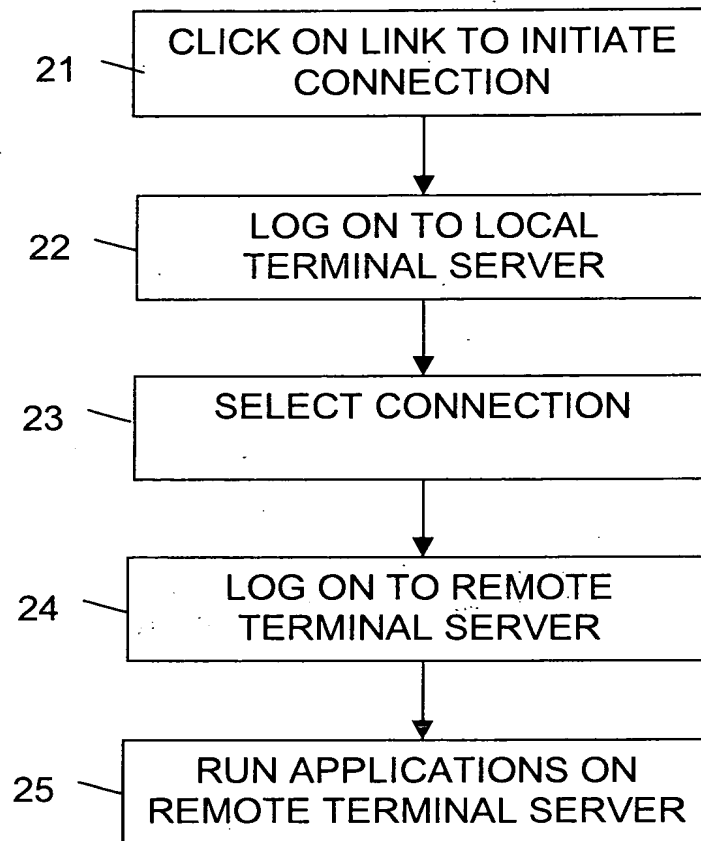 21
CLICK ON LINK TO INITIATE
CONNECTION
22
LOG ON TO LOCAL
TERMINAL SERVER
23
SELECT CONNECTION
24
LOG ON TO REMOTE
TERMINAL SERVER
25
RUN APPLICATIONS ON
REMOTE TERMINAL SERVER